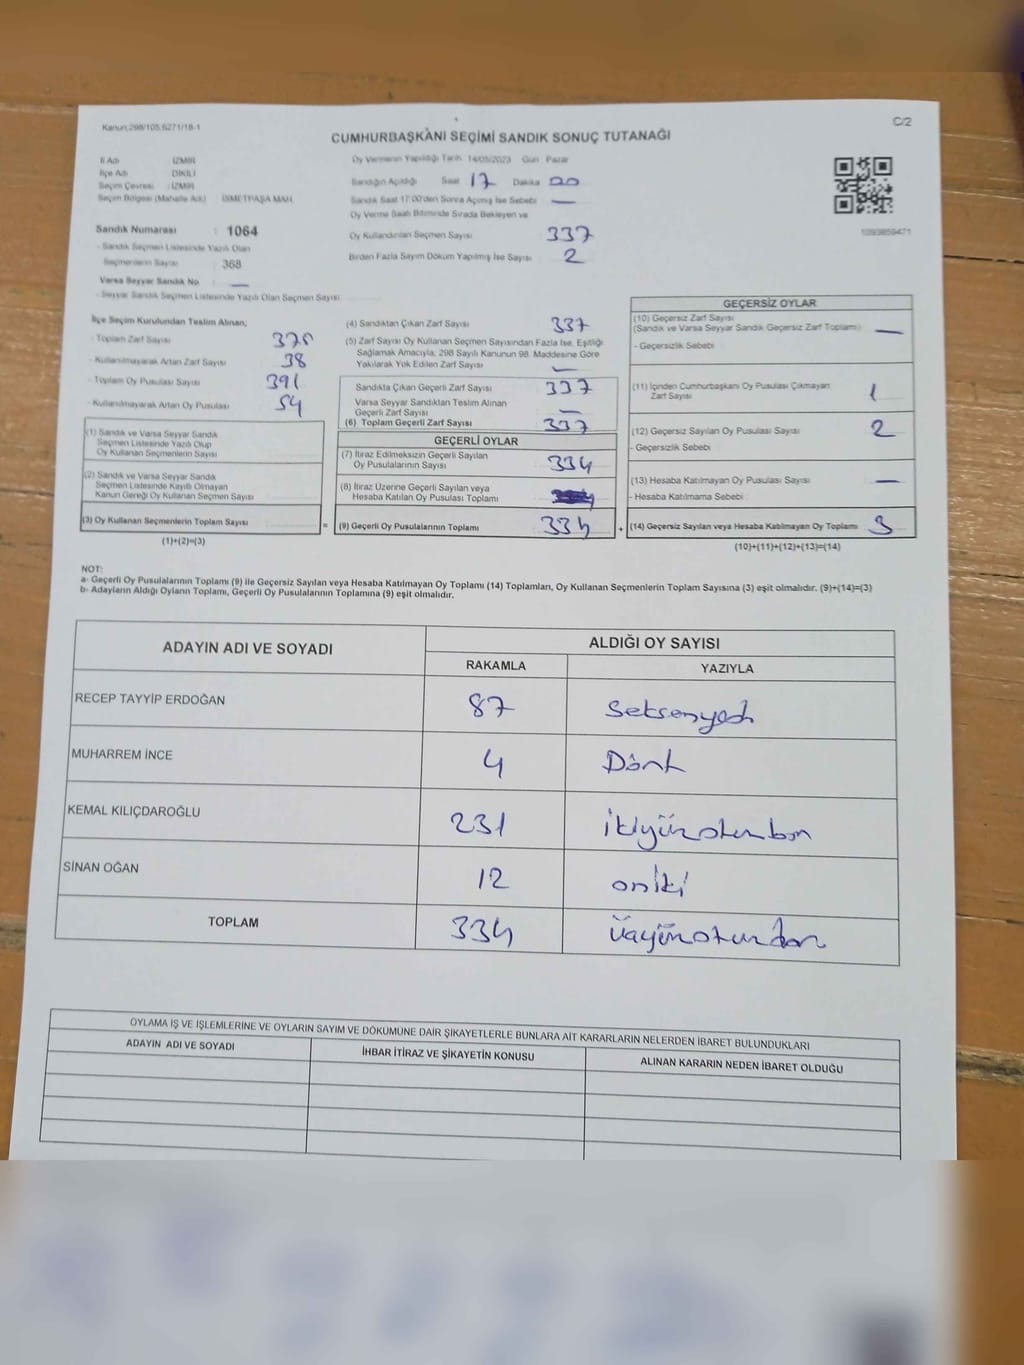 Kanun:298/105,6271/18-1
C/2
CUMHURBAŞKANI SEÇİMİ SANDIK SONUÇ TUTANAĞI
İl Adı İZMİR
İlçe Adı DİKİLİ
Seçim Çevresi : İZMİR
Seçim Bölgesi (Mahalle Adı) İSMETPAŞA MAH.
Sandık Numarası : 1064
- Sandık Seçmen Listesinde Yazılı Olan
Seçmenlerin Sayısı : 368
Varsa Seyyar Sandık No —
- Seyyar Sandık Seçmen Listesinde Yazılı Olan Seçmen Sayısı
Oy Vermenin Yapıldığı Tarih 14/05/2023 Gün Pazar
Sandığın Açıldığı Saat 17 Dakika 20
Sandık Saat 17:00'den Sonra Açılmış İse Sebebi —
Oy Verme Saati Bitiminde Sırada Bekleyen ve
Oy Kullandırılan Seçmen Sayısı 337
Birden Fazla Sayım Döküm Yapılmış İse Sayısı 2
1093859471
İlçe Seçim Kurulundan Teslim Alınan;
- Toplam Zarf Sayısı
- Kullanılmayarak Artan Zarf Sayısı 38
- Toplam Oy Pusulası Sayısı 391
- Kullanılmayarak Artan Oy Pusulası 54
(1) Sandık ve Varsa Seyyar Sandık
Seçmen Listesinde Yazılı Olup
Oy Kullanan Seçmenlerin Sayısı
(2) Sandık ve Varsa Seyyar Sandık
Seçmen Listesinde Kayıtlı Olmayan
Kanun Gereği Oy Kullanan Seçmen Sayısı
(3) Oy Kullanan Seçmenlerin Toplam Sayısı
(1)+(2)=(3)
(4) Sandıktan Çıkan Zarf Sayısı 337
(5) Zarf Sayısı Oy Kullanan Seçmen Sayısından Fazla İse, Eşitliği
Sağlamak Amacıyla, 298 Sayılı Kanunun 98. Maddesine Göre
Yakılarak Yok Edilen Zarf Sayısı —
Sandıkta Çıkan Geçerli Zarf Sayısı 337
Varsa Seyyar Sandıktan Teslim Alınan
Geçerli Zarf Sayısı —
(6) Toplam Geçerli Zarf Sayısı 337
GEÇERLİ OYLAR
(7) İtiraz Edilmeksizin Geçerli Sayılan
Oy Pusulalarının Sayısı 334
(8) İtiraz Üzerine Geçerli Sayılan veya
Hesaba Katılan Oy Pusulası Toplamı
= (9) Geçerli Oy Pusulalarının Toplamı 334
GEÇERSİZ OYLAR
(10) Geçersiz Zarf Sayısı
(Sandık ve Varsa Seyyar Sandık Geçersiz Zarf Toplamı) —
- Geçersizlik Sebebi
(11) İçinden Cumhurbaşkanı Oy Pusulası Çıkmayan
Zarf Sayısı 1
(12) Geçersiz Sayılan Oy Pusulası Sayısı 2
- Geçersizlik Sebebi
(13) Hesaba Katılmayan Oy Pusulası Sayısı —
- Hesaba Katılmama Sebebi
+ (14) Geçersiz Sayılan veya Hesaba Katılmayan Oy Toplamı 3
(10)+(11)+(12)+(13)=(14)
NOT:
a- Geçerli Oy Pusulalarının Toplamı (9) ile Geçersiz Sayılan veya Hesaba Katılmayan Oy Toplamı (14) Toplamları, Oy Kullanan Seçmenlerin Toplam Sayısına (3) eşit olmalıdır. (9)+(14)=(3)
b- Adayların Aldığı Oyların Toplamı, Geçerli Oy Pusulalarının Toplamına (9) eşit olmalıdır.
ADAYIN ADI VE SOYADI ALDIĞI OY SAYISI
RAKAMLA YAZIYLA
RECEP TAYYİP ERDOĞAN 87 Seksenyedi
MUHARREM İNCE 4 Dört
KEMAL KILIÇDAROĞLU 231 ikiyüzotuzbir
SİNAN OĞAN 12 oniki
TOPLAM 334 üçyüzotuzdört
OYLAMA İŞ VE İŞLEMLERİNE VE OYLARIN SAYIM VE DÖKÜMÜNE DAİR ŞİKAYETLERLE BUNLARA AİT KARARLARIN NELERDEN İBARET BULUNDUKLARI
ADAYIN ADI VE SOYADI İHBAR İTİRAZ VE ŞİKAYETİN KONUSU ALINAN KARARIN NEDEN İBARET OLDUĞU